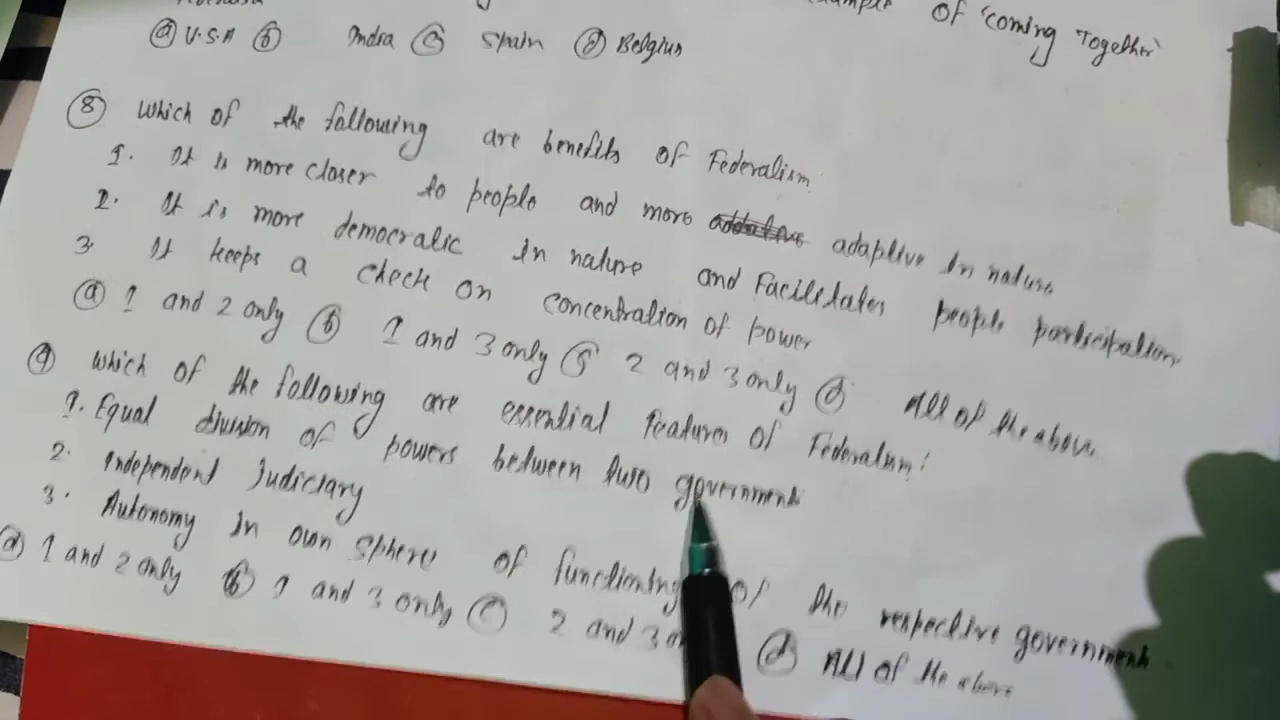 of 'coming Together'
(a) U.S.A (b) India (c) Spain (d) Belgium
(8) Which of the following are benefits of Federalism
1. It is more closer to people and more adaptive in nature
2. It is more democratic in nature and Facilitates people participation
3. It keeps a check on concentration of power
(a) 1 and 2 only (b) 1 and 3 only (c) 2 and 3 only (d) All of the above
(9) Which of the following are essential Features of Federalism?
1. Equal division of powers between two government
2. Independent Judiciary
3. Autonomy in own sphere of functioning of the respective government
(a) 1 and 2 only (b) 1 and 3 only (c) 2 and 3 (d) All of the above